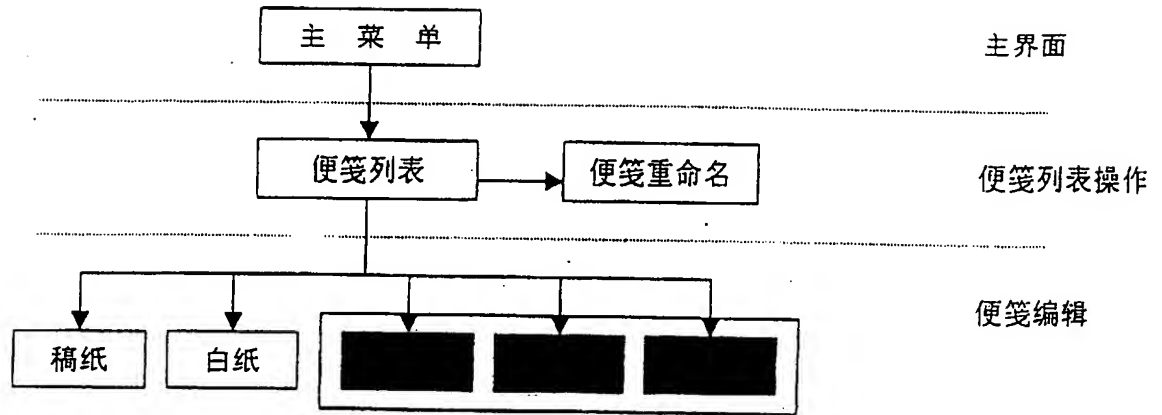 主菜单
主界面
便笺列表
便笺重命名
便笺列表操作
便笺编辑
稿纸
白纸